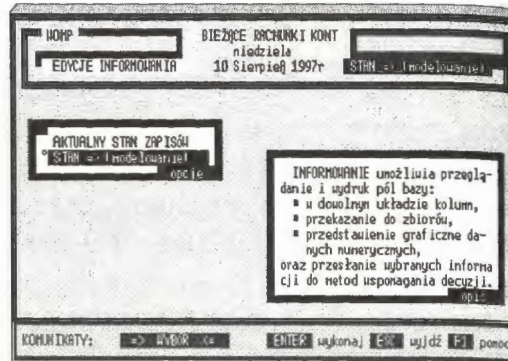 WOMP
EDYCJE INFORMOWANIA
BIEŻĄCE RACHUNKI KONT
niedziela
10 Sierpień 1997r
STAN => [modelowanie]
AKTUALNY STAN ZAPISÓW
STAN => [modelowanie]
opcje
INFORMOWANIE umożliwia przeglą-
danie i wydruk pól bazy:
■ w dowolnym układzie kolumn,
■ przekazanie do zbiorów,
■ przedstawienie graficzne da-
nych numerycznych,
oraz przesłanie wybranych informa
cji do metod wspomagania decyzji.
opis
KOMUNIKATY: => WYBÓR <= ENTER wykonaj ESC wyjdź F1 pomoc